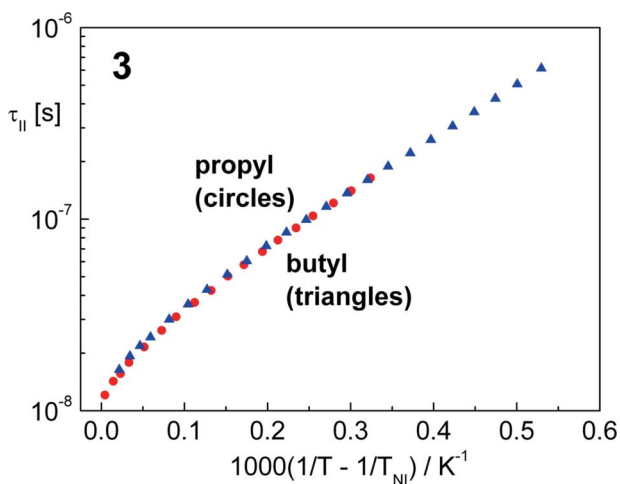 10⁻⁶
3
τ_II [s]
propyl
(circles)
10⁻⁷
butyl
(triangles)
10⁻⁸
0.0 0.1 0.2 0.3 0.4 0.5 0.6
1000(1/T - 1/T_NI) / K⁻¹